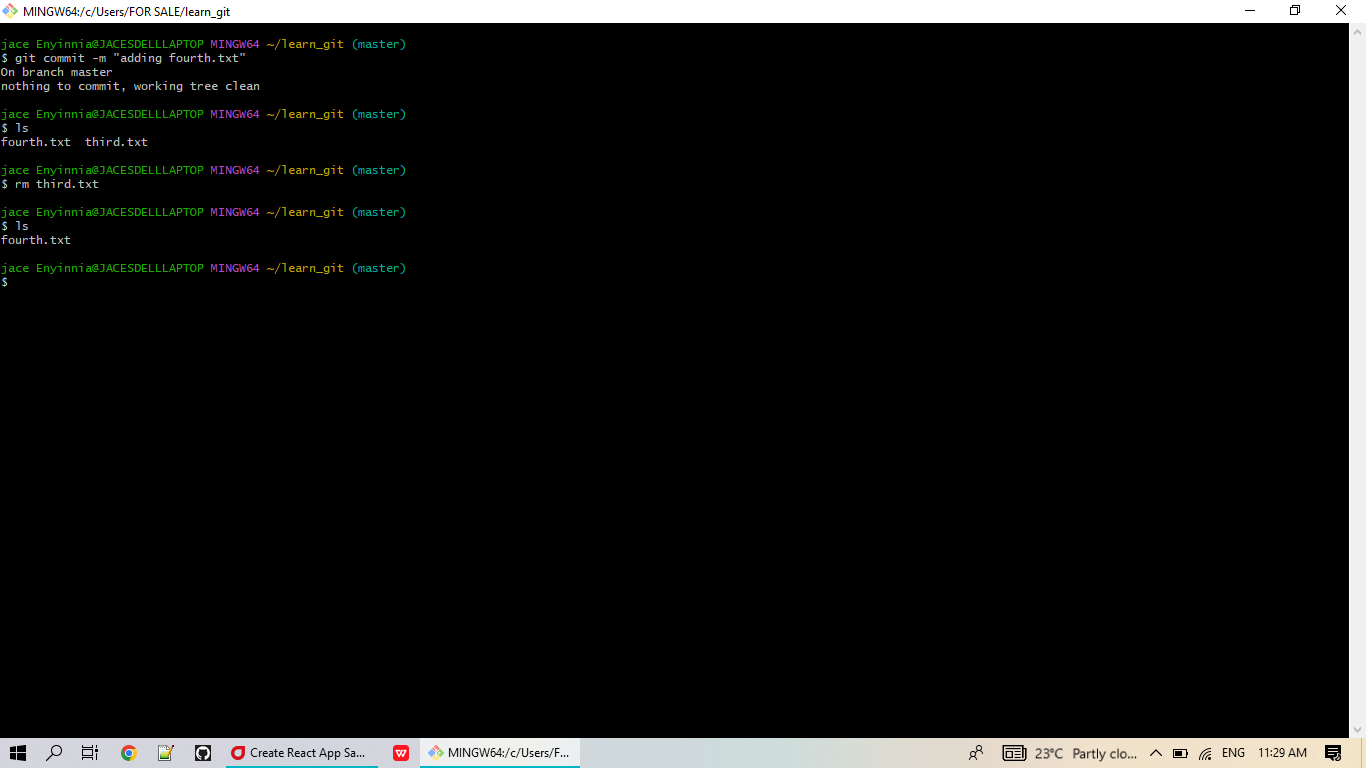 MINGW64:/c/Users/FOR SALE/learn_git
jace Enyinnia@JACESDELLLAPTOP MINGW64 ~/learn_git (master)
$ git commit -m "adding fourth.txt"
On branch master
nothing to commit, working tree clean
jace Enyinnia@JACESDELLLAPTOP MINGW64 ~/learn_git (master)
$ ls
fourth.txt  third.txt
jace Enyinnia@JACESDELLLAPTOP MINGW64 ~/learn_git (master)
$ rm third.txt
jace Enyinnia@JACESDELLLAPTOP MINGW64 ~/learn_git (master)
$ ls
fourth.txt
jace Enyinnia@JACESDELLLAPTOP MINGW64 ~/learn_git (master)
$
Create React App Sa... W MINGW64:/c/Users/F... 23°C Partly clo... ENG 11:29 AM